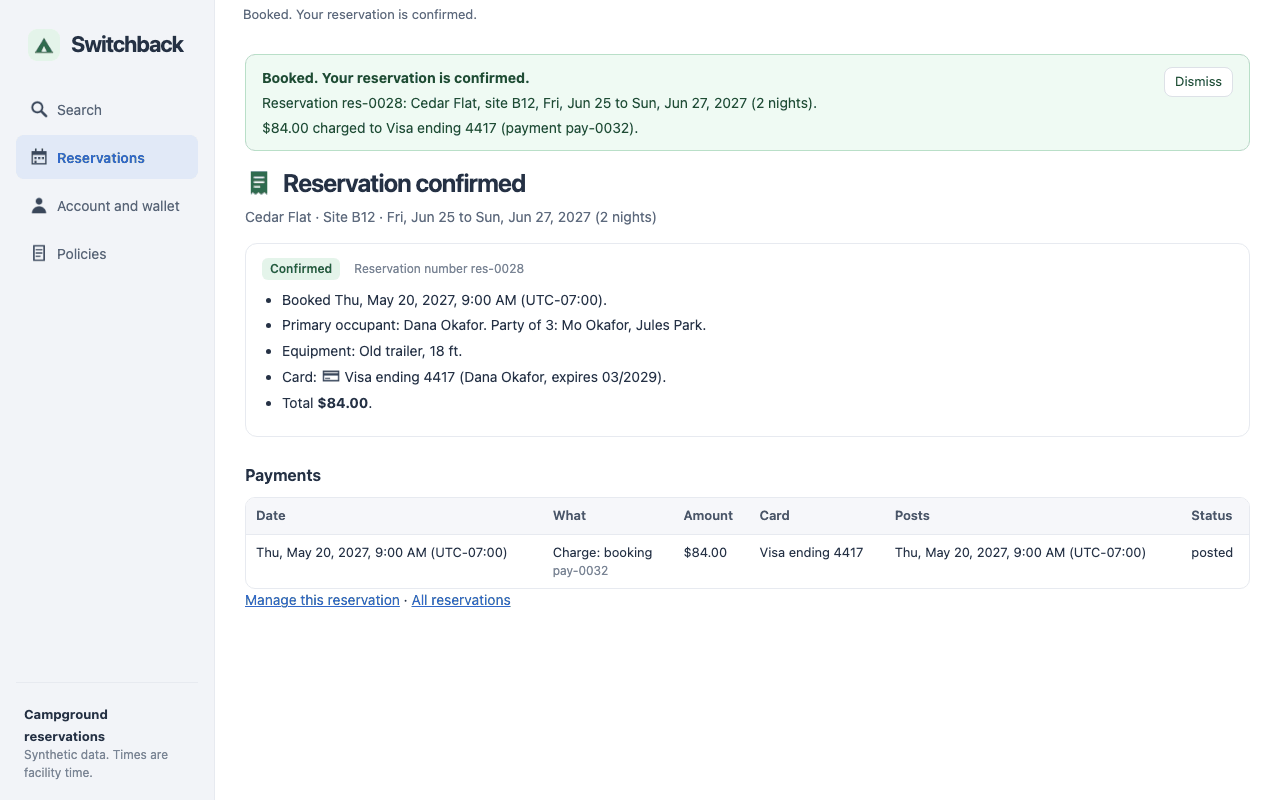 Booked. Your reservation is confirmed.
Switchback
Search
Reservations
Account and wallet
Policies
Campground
reservations
Synthetic data. Times are
facility time.
Booked. Your reservation is confirmed.
Dismiss
Reservation res-0028: Cedar Flat, site B12, Fri, Jun 25 to Sun, Jun 27, 2027 (2 nights).
$84.00 charged to Visa ending 4417 (payment pay-0032).
Reservation confirmed
Cedar Flat · Site B12 · Fri, Jun 25 to Sun, Jun 27, 2027 (2 nights)
Confirmed Reservation number res-0028
• Booked Thu, May 20, 2027, 9:00 AM (UTC-07:00).
• Primary occupant: Dana Okafor. Party of 3: Mo Okafor, Jules Park.
• Equipment: Old trailer, 18 ft.
• Card: Visa ending 4417 (Dana Okafor, expires 03/2029).
• Total $84.00.
Payments
Date What Amount Card Posts Status
Thu, May 20, 2027, 9:00 AM (UTC-07:00) Charge: booking $84.00 Visa ending 4417 Thu, May 20, 2027, 9:00 AM (UTC-07:00) posted
pay-0032
Manage this reservation · All reservations